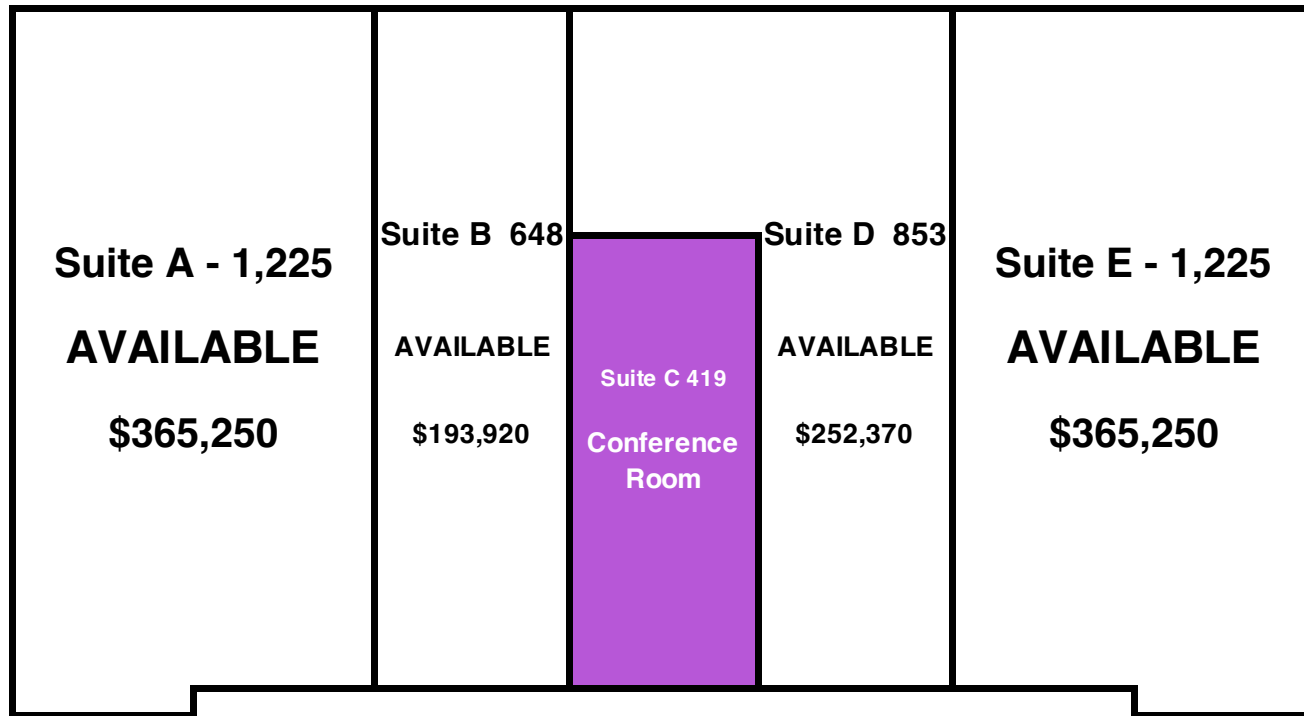 Suite A - 1,225
AVAILABLE
$365,250
Suite B 648
AVAILABLE
$193,920
Suite C 419
Conference
Room
Suite D 853
AVAILABLE
$252,370
Suite E - 1,225
AVAILABLE
$365,250